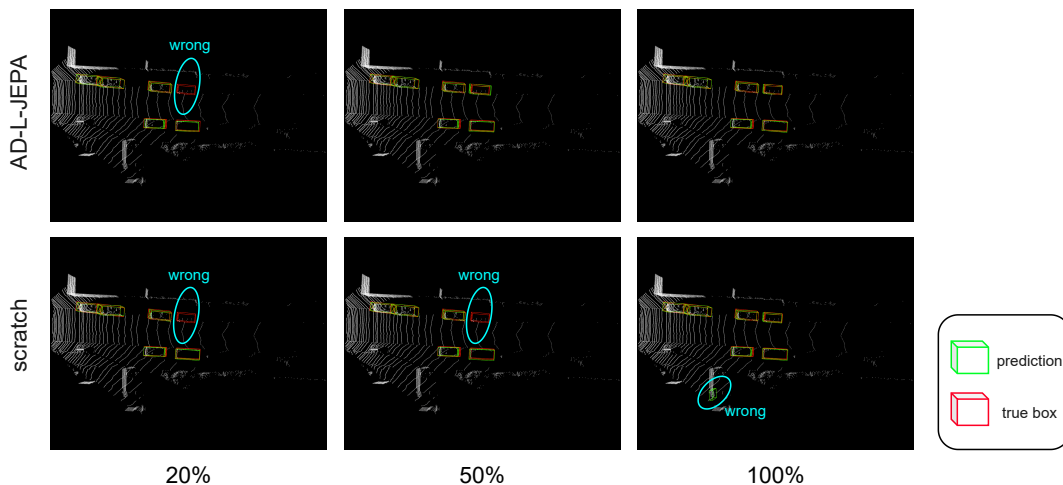 AD-L-JEPA
wrong
scratch
wrong
wrong
wrong
prediction
true box
20%
50%
100%